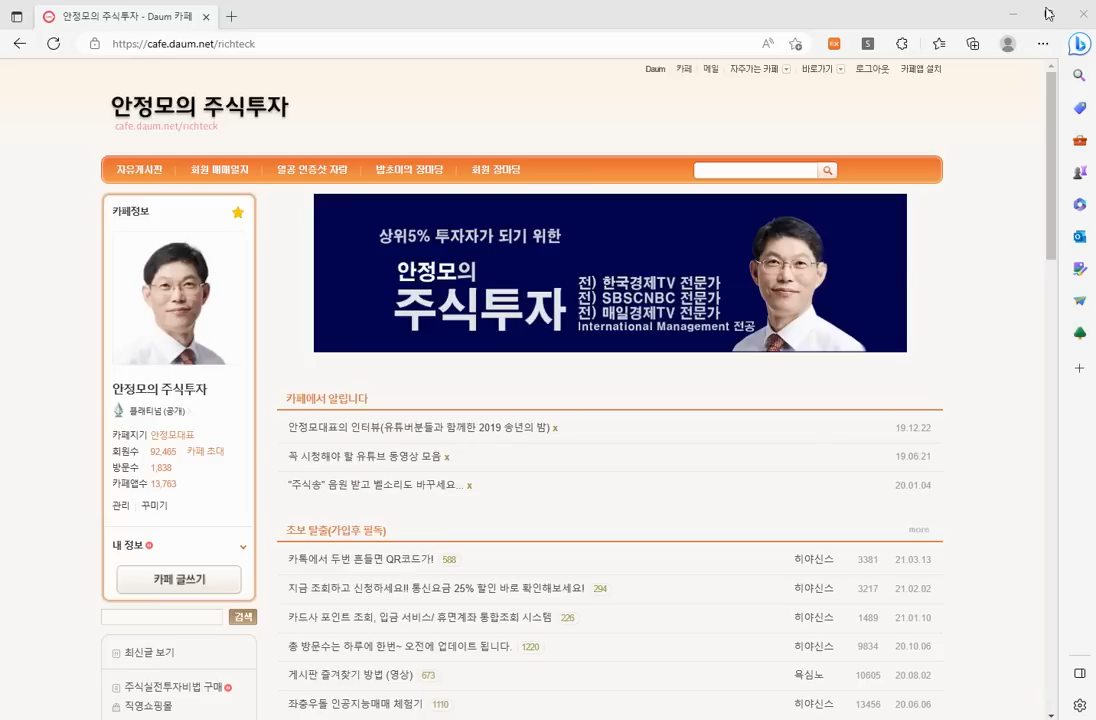 안정모의 주식투자 - Daum 카페
https://cafe.daum.net/richteck
Daum 카페 메일 자주가는 카페 바로가기 로그아웃 카페앱 설치
안정모의 주식투자
cafe.daum.net/richteck
자유게시판 회원 매매일지 열공 인증샷 자랑 밥초미의 장마당 회원 장마당
카페정보
상위5% 투자자가 되기 위한
안정모의
주식투자
전) 한국경제TV 전문가
전) SBSCNBC 전문가
전) 매일경제TV 전문가
International Management 전공
안정모의 주식투자
플래티넘 (공개)
카페지기 안정모대표
회원수 92,465 카페 초대
방문수 1,838
카페앱수 13,763
관리 꾸미기
내 정보
카페 글쓰기
검색
최신글 보기
주식실전투자비법 구매
직영쇼핑몰
카페에서 알립니다
안정모대표의 인터뷰(유튜버분들과 함께한 2019 송년의 밤) x 19.12.22
꼭 시청해야 할 유튜브 동영상 모음 x 19.06.21
"주식송" 음원 받고 벨소리도 바꾸세요... x 20.01.04
초보 탈출(가입후 필독) more
카톡에서 두번 흔들면 QR코드가! 588 히야신스 3381 21.03.13
지금 조회하고 신청하세요!! 통신요금 25% 할인 바로 확인해보세요! 294 히야신스 3217 21.02.02
카드사 포인트 조회, 입금 서비스/ 휴면계좌 통합조회 시스템 226 히야신스 1489 21.01.10
총 방문수는 하루에 한번~ 오전에 업데이트 됩니다. 1220 히야신스 9834 20.10.06
게시판 즐겨찾기 방법 (영상) 673 욕심노 10605 20.08.02
좌충우돌 인공지능매매 체험기 1110 히야신스 13456 20.06.06